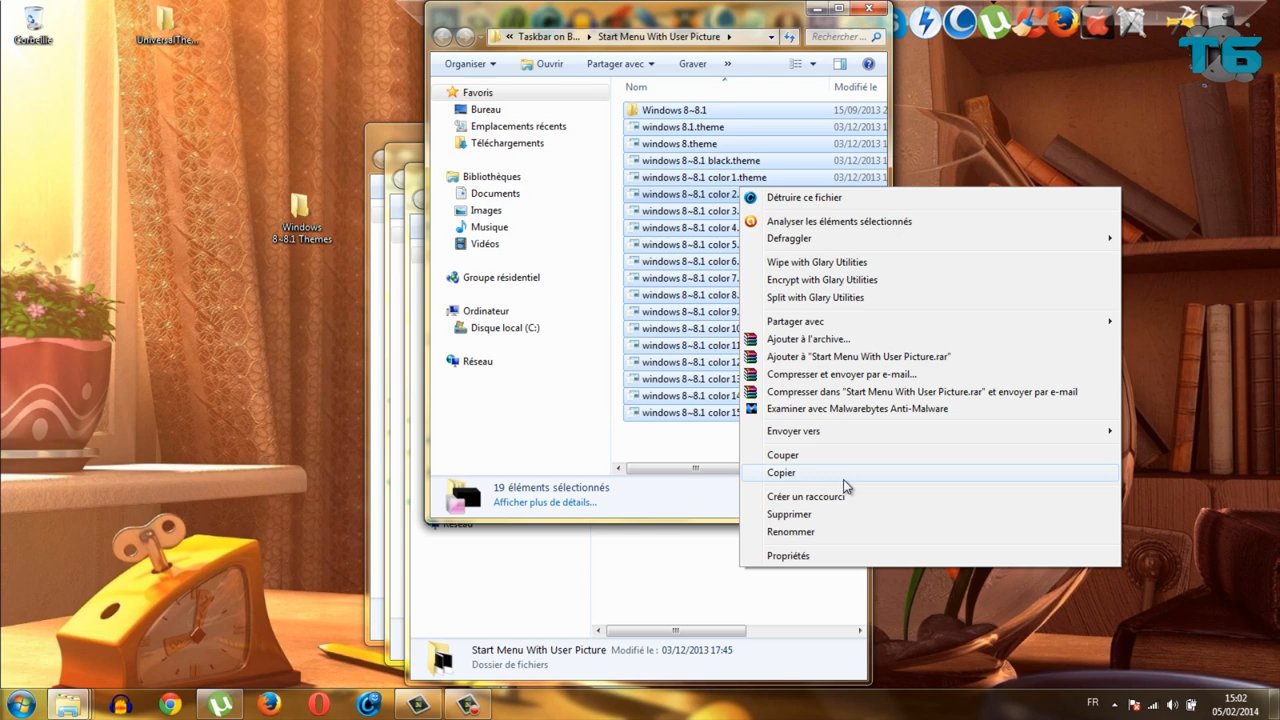 Corbeille
UniversalThe...
Windows
8~8.1 Themes
T6
« Taskbar on B... Start Menu With User Picture
Rechercher ...
Organiser
Ouvrir
Partager avec
Graver
»
Favoris
Bureau
Emplacements récents
Téléchargements
Bibliothèques
Documents
Images
Musique
Vidéos
Groupe résidentiel
Ordinateur
Disque local (C:)
Réseau
Nom
Modifié le
Windows 8~8.1
15/09/2013 2
windows 8.1.theme
03/12/2013 1
windows 8.theme
03/12/2013 1
windows 8~8.1 black.theme
03/12/2013 1
windows 8~8.1 color 1.theme
03/12/2013 1
windows 8~8.1 color 2.
windows 8~8.1 color 3.
windows 8~8.1 color 4.
windows 8~8.1 color 5.
windows 8~8.1 color 6.
windows 8~8.1 color 7.
windows 8~8.1 color 8.
windows 8~8.1 color 9.
windows 8~8.1 color 10
windows 8~8.1 color 11
windows 8~8.1 color 12
windows 8~8.1 color 13
windows 8~8.1 color 14
windows 8~8.1 color 15
Détruire ce fichier
Analyser les éléments sélectionnés
Defraggler
Wipe with Glary Utilities
Encrypt with Glary Utilities
Split with Glary Utilities
Partager avec
Ajouter à l'archive...
Ajouter à "Start Menu With User Picture.rar"
Compresser et envoyer par e-mail...
Compresser dans "Start Menu With User Picture.rar" et envoyer par e-mail
Examiner avec Malwarebytes Anti-Malware
Envoyer vers
Couper
Copier
Créer un raccourci
Supprimer
Renommer
Propriétés
19 éléments sélectionnés
Afficher plus de détails...
Réseau
Start Menu With User Picture Modifié le : 03/12/2013 17:45
Dossier de fichiers
FR
15:02
05/02/2014